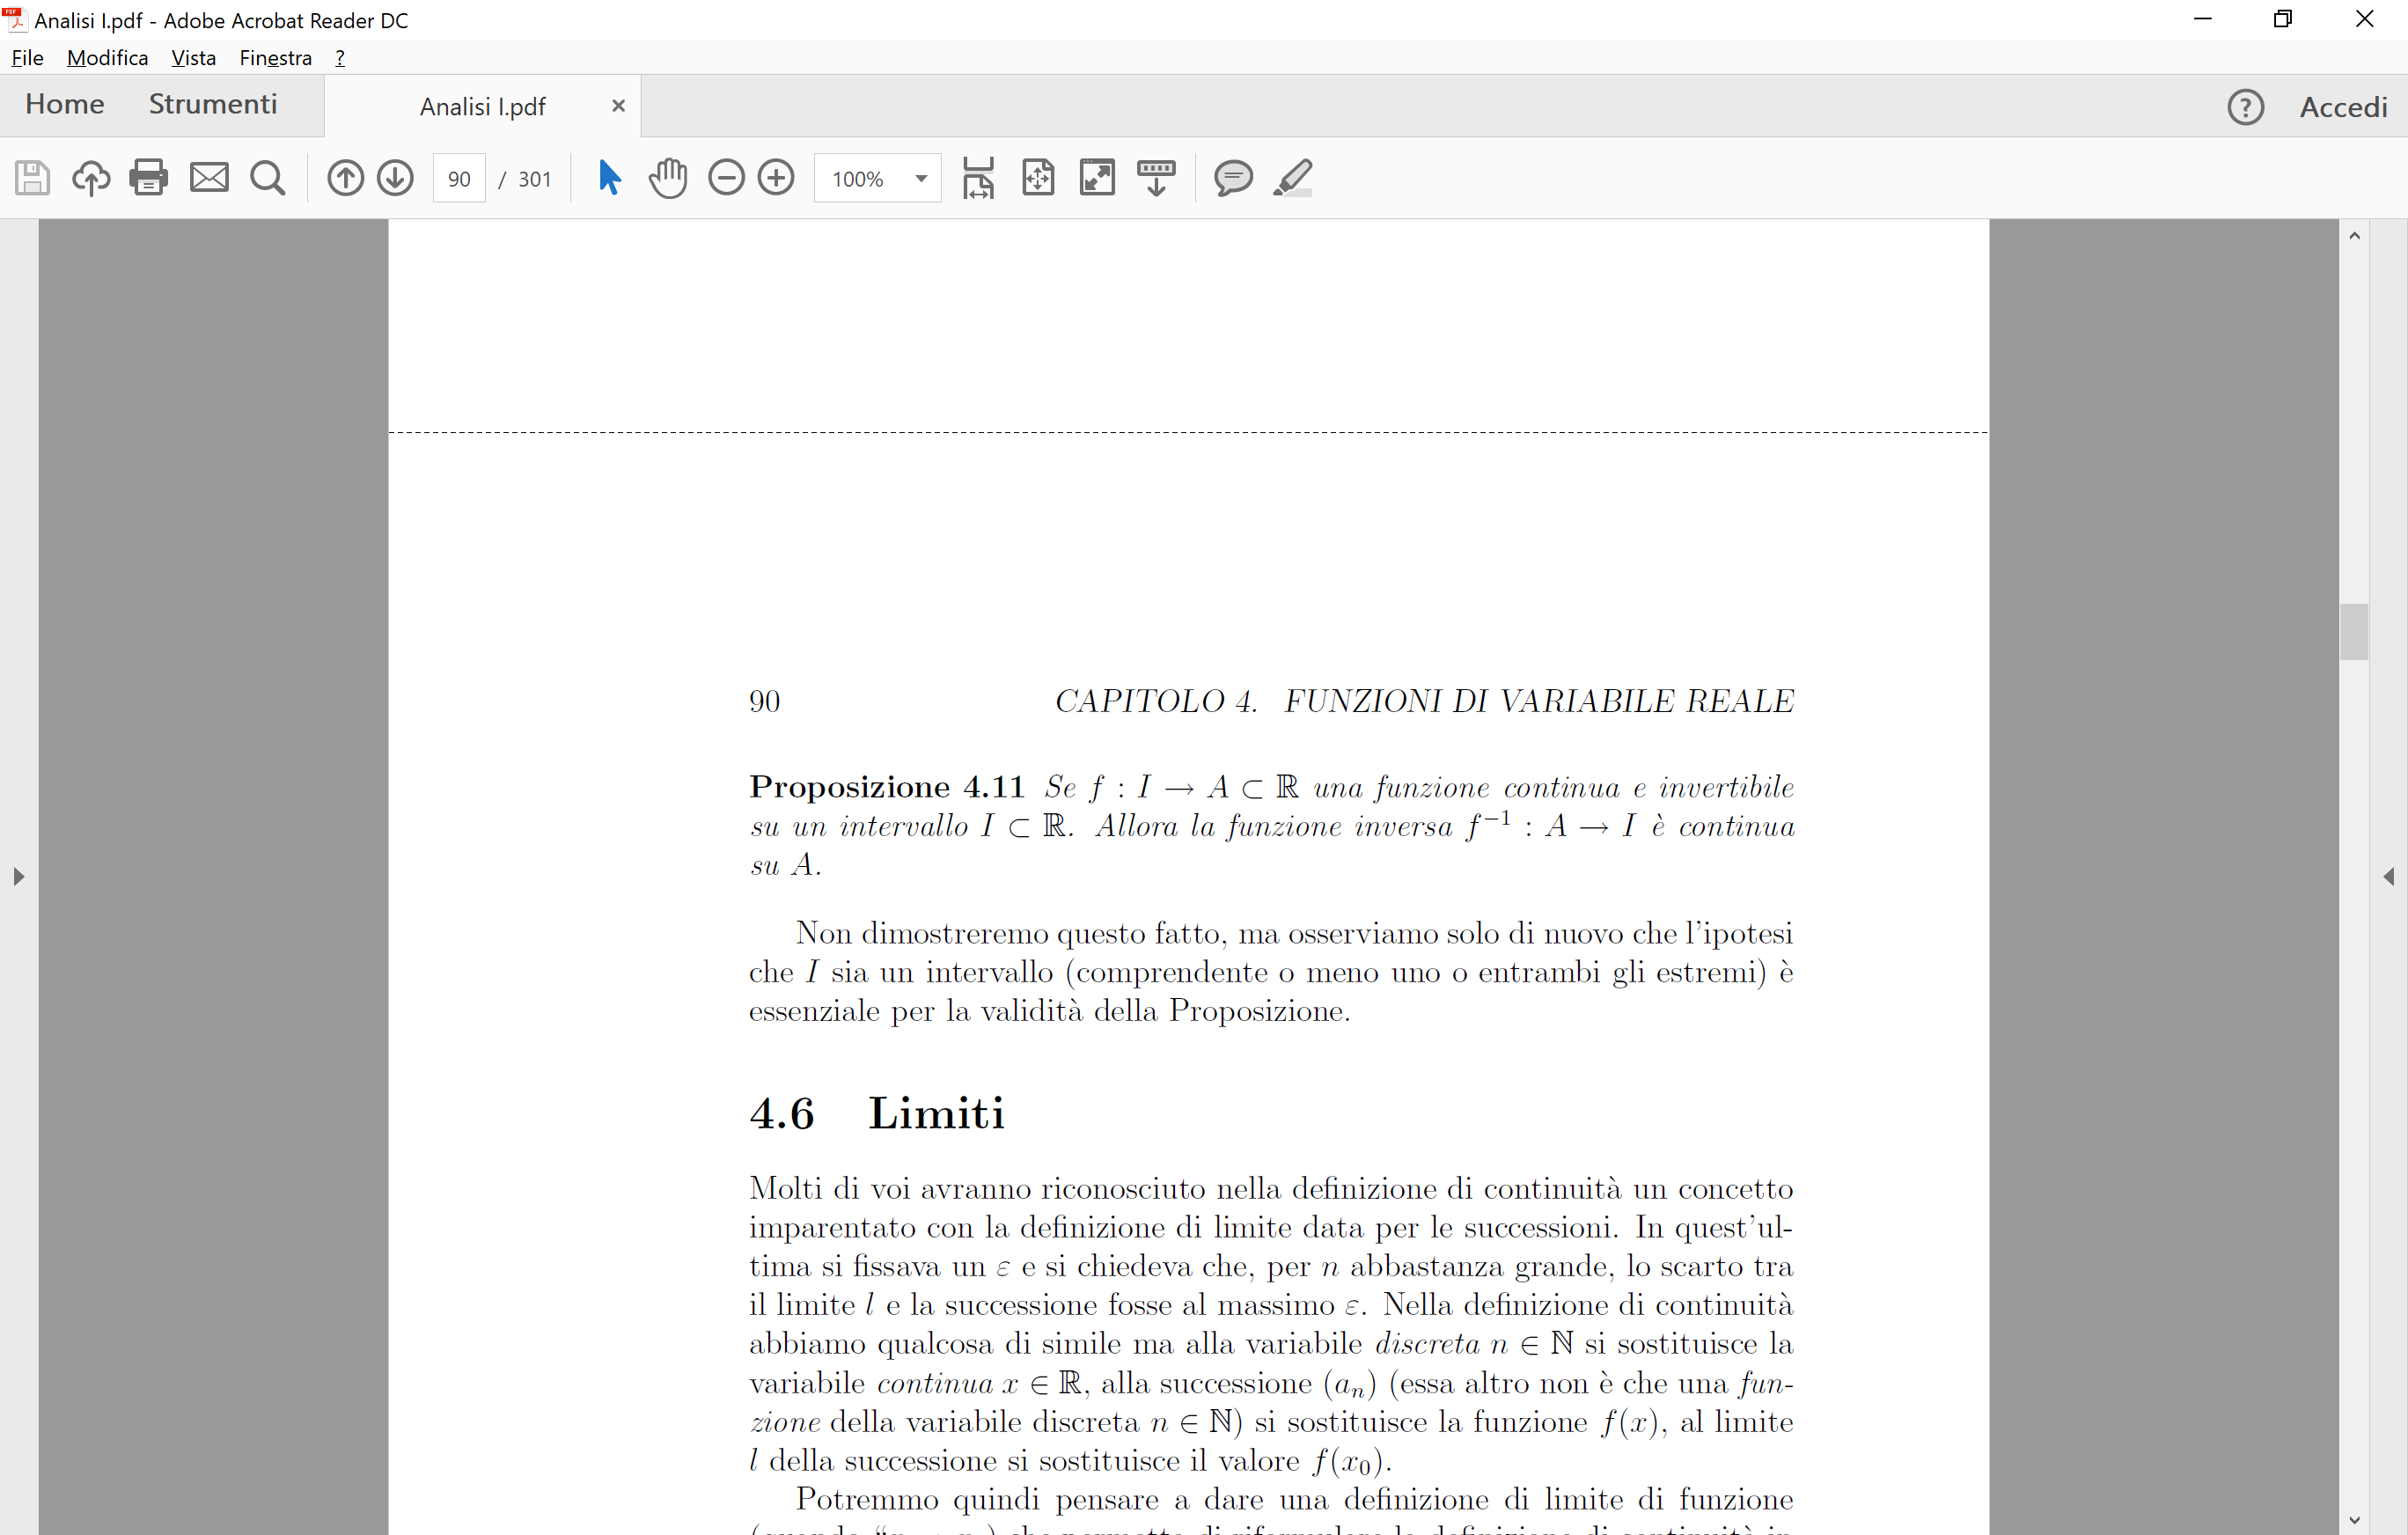 Analisi I.pdf - Adobe Acrobat Reader DC
File Modifica Vista Finestra ?
Home Strumenti Analisi I.pdf × ? Accedi
90 / 301 100%
90 CAPITOLO 4. FUNZIONI DI VARIABILE REALE
Proposizione 4.11 Se f : I → A ⊂ ℝ una funzione continua e invertibile
su un intervallo I ⊂ ℝ. Allora la funzione inversa f⁻¹ : A → I è continua
su A.
Non dimostreremo questo fatto, ma osserviamo solo di nuovo che l'ipotesi
che I sia un intervallo (comprendente o meno uno o entrambi gli estremi) è
essenziale per la validità della Proposizione.
4.6 Limiti
Molti di voi avranno riconosciuto nella definizione di continuità un concetto
imparentato con la definizione di limite data per le successioni. In quest'ul-
tima si fissava un ε e si chiedeva che, per n abbastanza grande, lo scarto tra
il limite l e la successione fosse al massimo ε. Nella definizione di continuità
abbiamo qualcosa di simile ma alla variabile discreta n ∈ ℕ si sostituisce la
variabile continua x ∈ ℝ, alla successione (aₙ) (essa altro non è che una fun-
zione della variabile discreta n ∈ ℕ) si sostituisce la funzione f(x), al limite
l della successione si sostituisce il valore f(x₀).
Potremmo quindi pensare a dare una definizione di limite di funzione